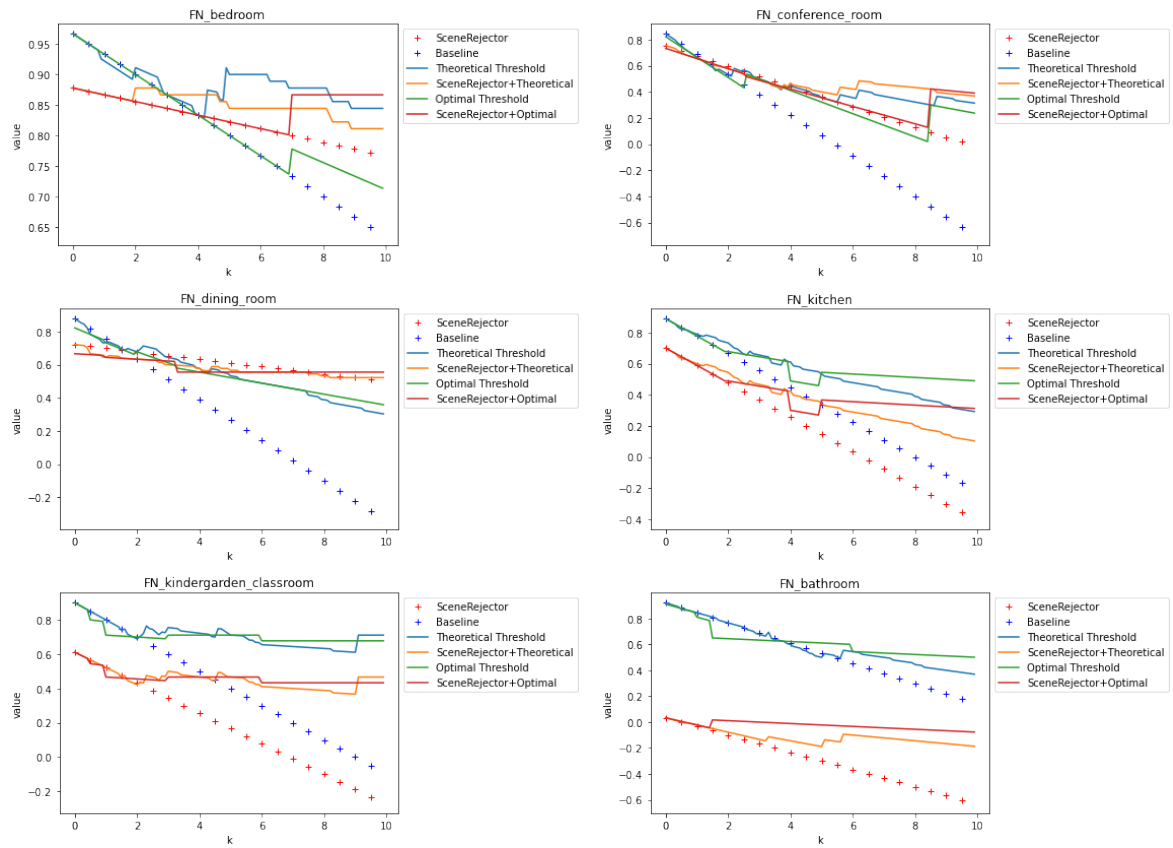 FN_bedroom
0.95
0.90
0.85
0.80
0.75
0.70
0.65
value
0 2 4 6 8 10
k
SceneRejector
Baseline
Theoretical Threshold
SceneRejector+Theoretical
Optimal Threshold
SceneRejector+Optimal
FN_conference_room
0.8
0.6
0.4
0.2
0.0
−0.2
−0.4
−0.6
value
0 2 4 6 8 10
k
SceneRejector
Baseline
Theoretical Threshold
SceneRejector+Theoretical
Optimal Threshold
SceneRejector+Optimal
FN_dining_room
0.8
0.6
0.4
0.2
0.0
−0.2
value
0 2 4 6 8 10
k
SceneRejector
Baseline
Theoretical Threshold
SceneRejector+Theoretical
Optimal Threshold
SceneRejector+Optimal
FN_kitchen
0.8
0.6
0.4
0.2
0.0
−0.2
−0.4
value
0 2 4 6 8 10
k
SceneRejector
Baseline
Theoretical Threshold
SceneRejector+Theoretical
Optimal Threshold
SceneRejector+Optimal
FN_kindergarden_classroom
0.8
0.6
0.4
0.2
0.0
−0.2
value
0 2 4 6 8 10
k
SceneRejector
Baseline
Theoretical Threshold
SceneRejector+Theoretical
Optimal Threshold
SceneRejector+Optimal
FN_bathroom
0.8
0.6
0.4
0.2
0.0
−0.2
−0.4
−0.6
value
0 2 4 6 8 10
k
SceneRejector
Baseline
Theoretical Threshold
SceneRejector+Theoretical
Optimal Threshold
SceneRejector+Optimal